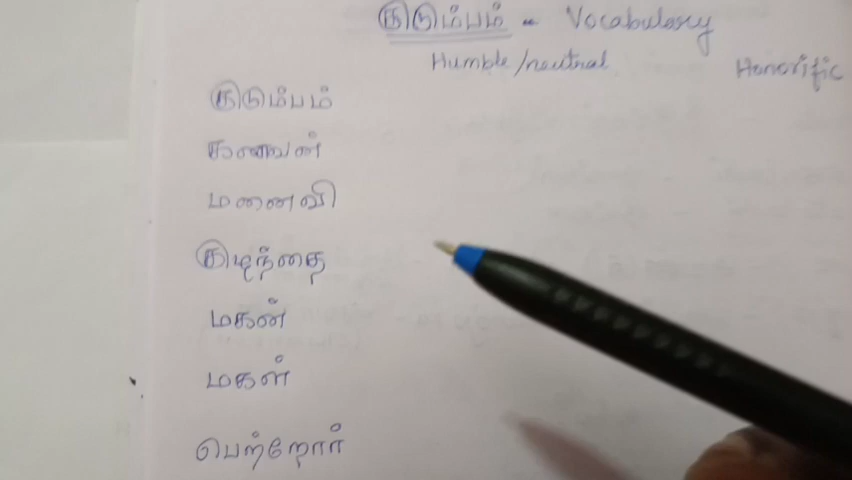 குடும்பம் - Vocabulary
Humble/neutral Honorific
குடும்பம்
கணவன்
மனைவி
குழந்தை
மகன்
மகள்
பெற்றோர்